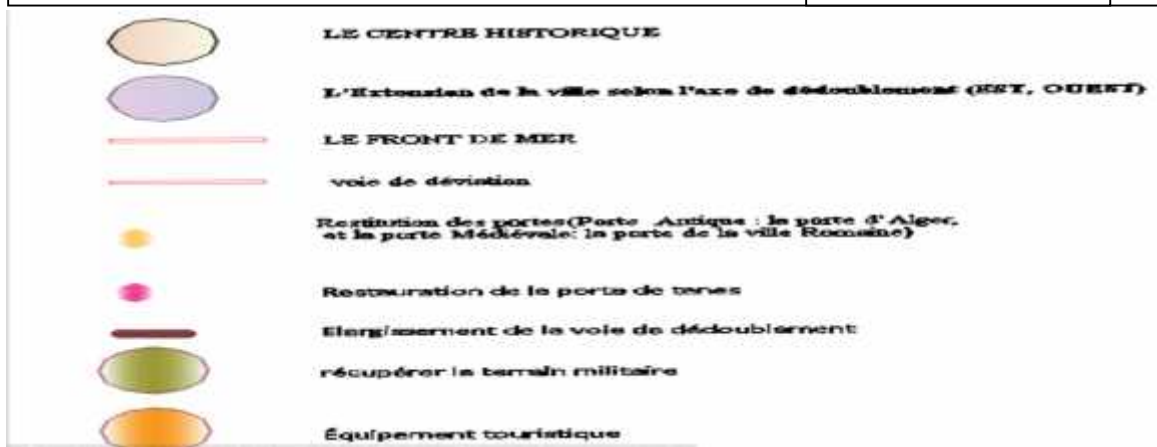 LE CENTRE HISTORIQUE
L'Extension de la ville selon l'axe de dédoublement (EST, OUEST)
LE FRONT DE MER
voie de déviation
Restitution des portes(Porte Antique : la porte d'Alger,
et la porte Médiévale: la porte de la ville Romaine)
Restauration de la porte de tenes
Elargissement de la voie de dédoublement
récupérer le terrain militaire
Équipement touristique